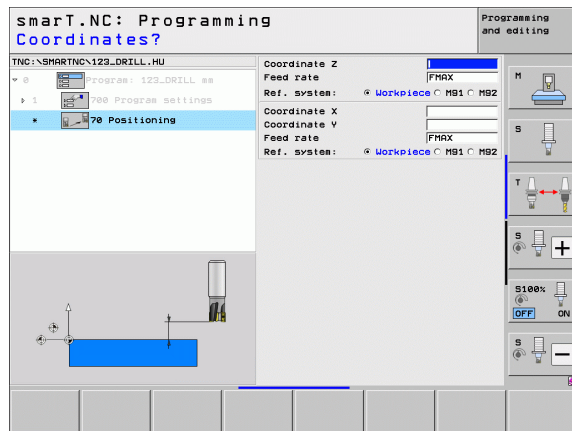 smarT.NC: Programming
Coordinates?
Programming
and editing
TNC:\SMARTNC\123_DRILL.HU
0 Program: 123_DRILL mm
1 700 Program settings
* 70 Positioning
Coordinate Z
Feed rate FMAX
Ref. system: Workpiece M91 M92
Coordinate X
Coordinate Y
Feed rate FMAX
Ref. system: Workpiece M91 M92
M
S
T
S +
S100%
OFF ON
S −